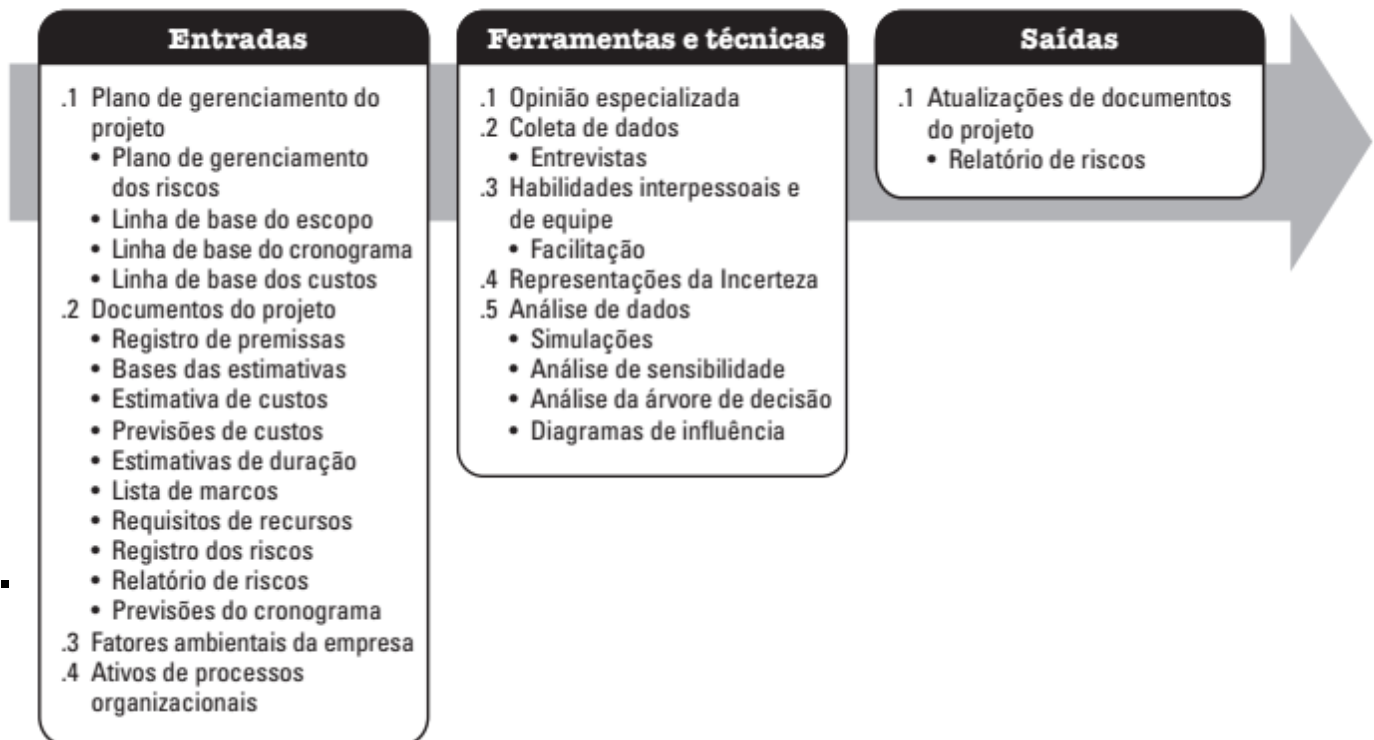 Entradas
.1 Plano de gerenciamento do
projeto
• Plano de gerenciamento
dos riscos
• Linha de base do escopo
• Linha de base do cronograma
• Linha de base dos custos
.2 Documentos do projeto
• Registro de premissas
• Bases das estimativas
• Estimativa de custos
• Previsões de custos
• Estimativas de duração
• Lista de marcos
• Requisitos de recursos
• Registro dos riscos
• Relatório de riscos
• Previsões do cronograma
.3 Fatores ambientais da empresa
.4 Ativos de processos
organizacionais
Ferramentas e técnicas
.1 Opinião especializada
.2 Coleta de dados
• Entrevistas
.3 Habilidades interpessoais e
de equipe
• Facilitação
.4 Representações da Incerteza
.5 Análise de dados
• Simulações
• Análise de sensibilidade
• Análise da árvore de decisão
• Diagramas de influência
Saídas
.1 Atualizações de documentos
do projeto
• Relatório de riscos